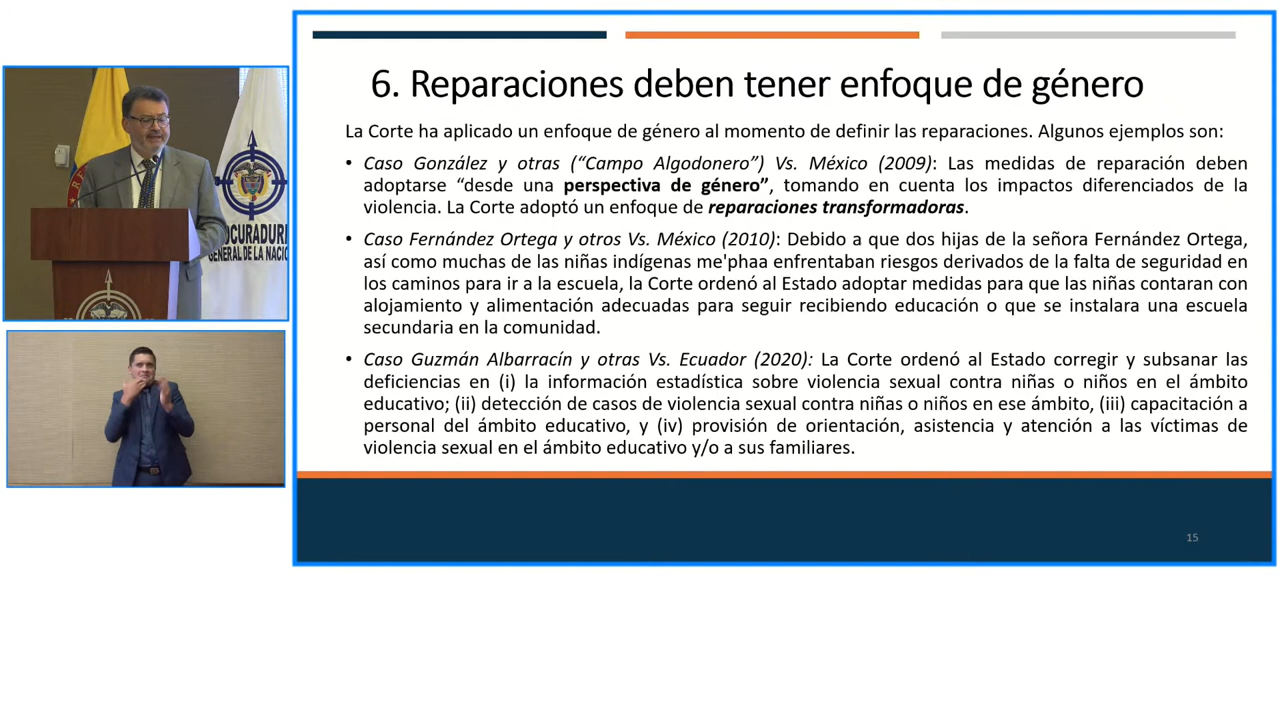 6. Reparaciones deben tener enfoque de género
La Corte ha aplicado un enfoque de género al momento de definir las reparaciones. Algunos ejemplos son:
• Caso González y otras (“Campo Algodonero”) Vs. México (2009): Las medidas de reparación deben
adoptarse “desde una perspectiva de género”, tomando en cuenta los impactos diferenciados de la
violencia. La Corte adoptó un enfoque de reparaciones transformadoras.
• Caso Fernández Ortega y otros Vs. México (2010): Debido a que dos hijas de la señora Fernández Ortega,
así como muchas de las niñas indígenas me'phaa enfrentaban riesgos derivados de la falta de seguridad en
los caminos para ir a la escuela, la Corte ordenó al Estado adoptar medidas para que las niñas contaran con
alojamiento y alimentación adecuadas para seguir recibiendo educación o que se instalara una escuela
secundaria en la comunidad.
• Caso Guzmán Albarracín y otras Vs. Ecuador (2020): La Corte ordenó al Estado corregir y subsanar las
deficiencias en (i) la información estadística sobre violencia sexual contra niñas o niños en el ámbito
educativo; (ii) detección de casos de violencia sexual contra niñas o niños en ese ámbito, (iii) capacitación a
personal del ámbito educativo, y (iv) provisión de orientación, asistencia y atención a las víctimas de
violencia sexual en el ámbito educativo y/o a sus familiares.
15
OCURADURI
GENERAL DE LA NACIO